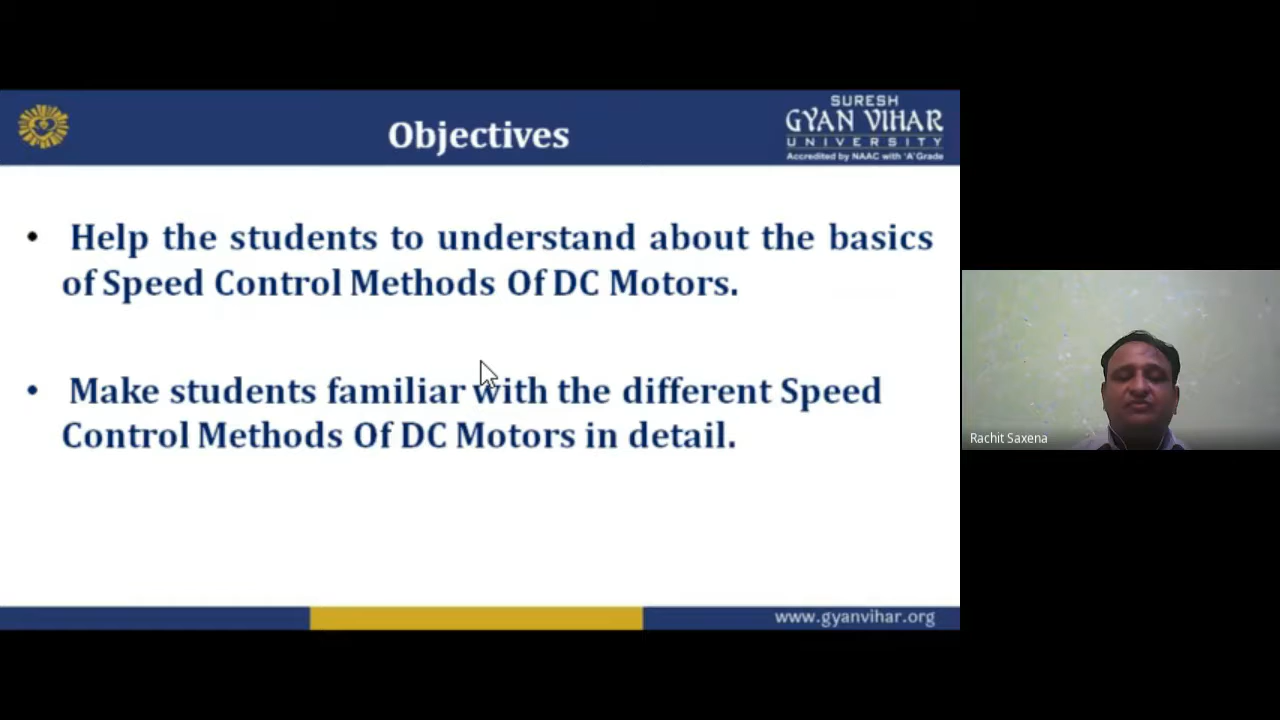 Objectives
SURESH
GYAN VIHAR
UNIVERSITY
Accredited by NAAC with 'A' Grade
• Help the students to understand about the basics
of Speed Control Methods Of DC Motors.
• Make students familiar with the different Speed
Control Methods Of DC Motors in detail.
Rachit Saxena
www.gyanvihar.org